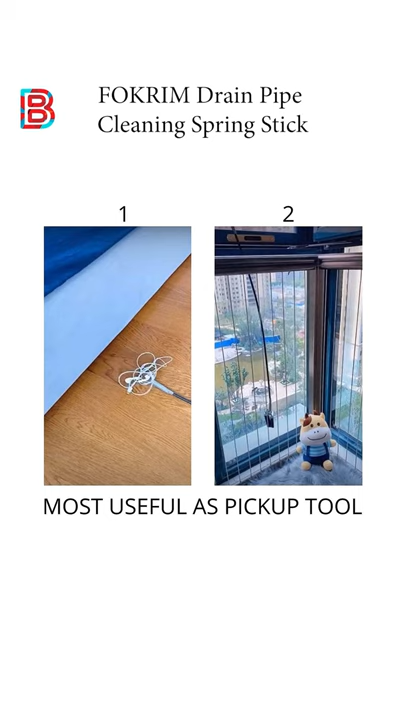 FOKRIM Drain Pipe
Cleaning Spring Stick
1
2
MOST USEFUL AS PICKUP TOOL